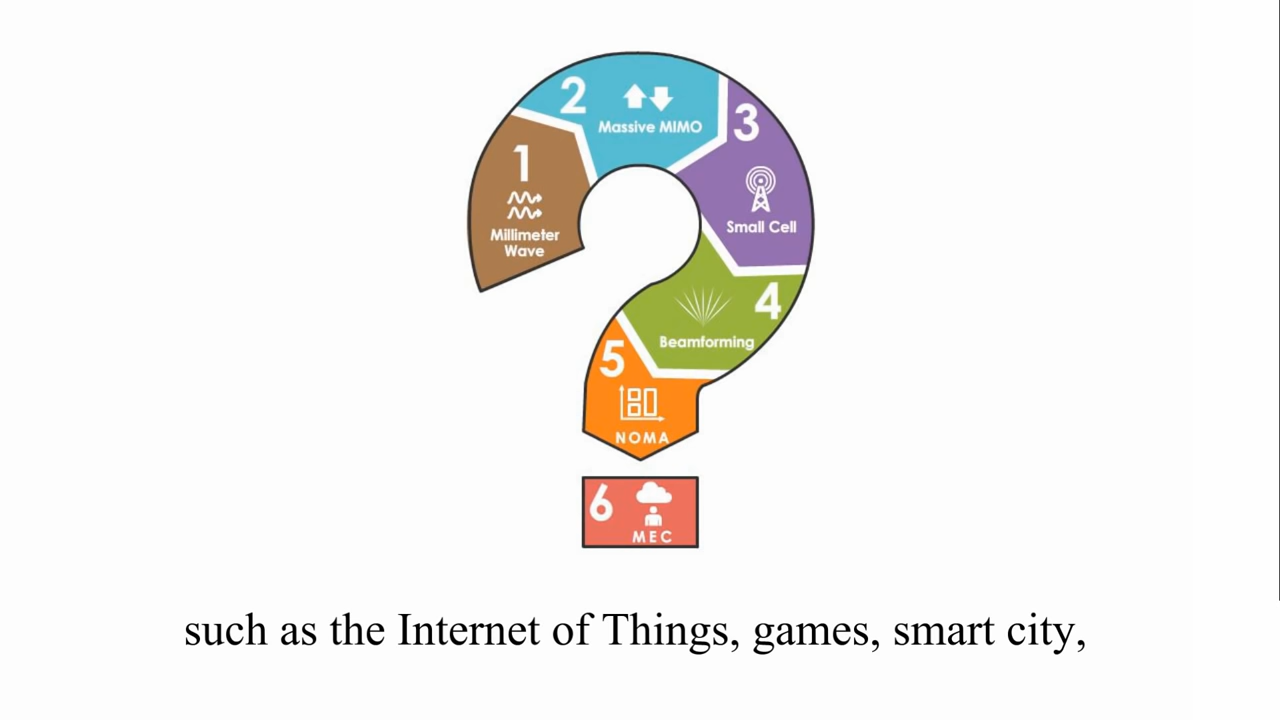 1
Millimeter
Wave
2
Massive MIMO
3
Small Cell
4
Beamforming
5
NOMA
6
MEC
such as the Internet of Things, games, smart city,